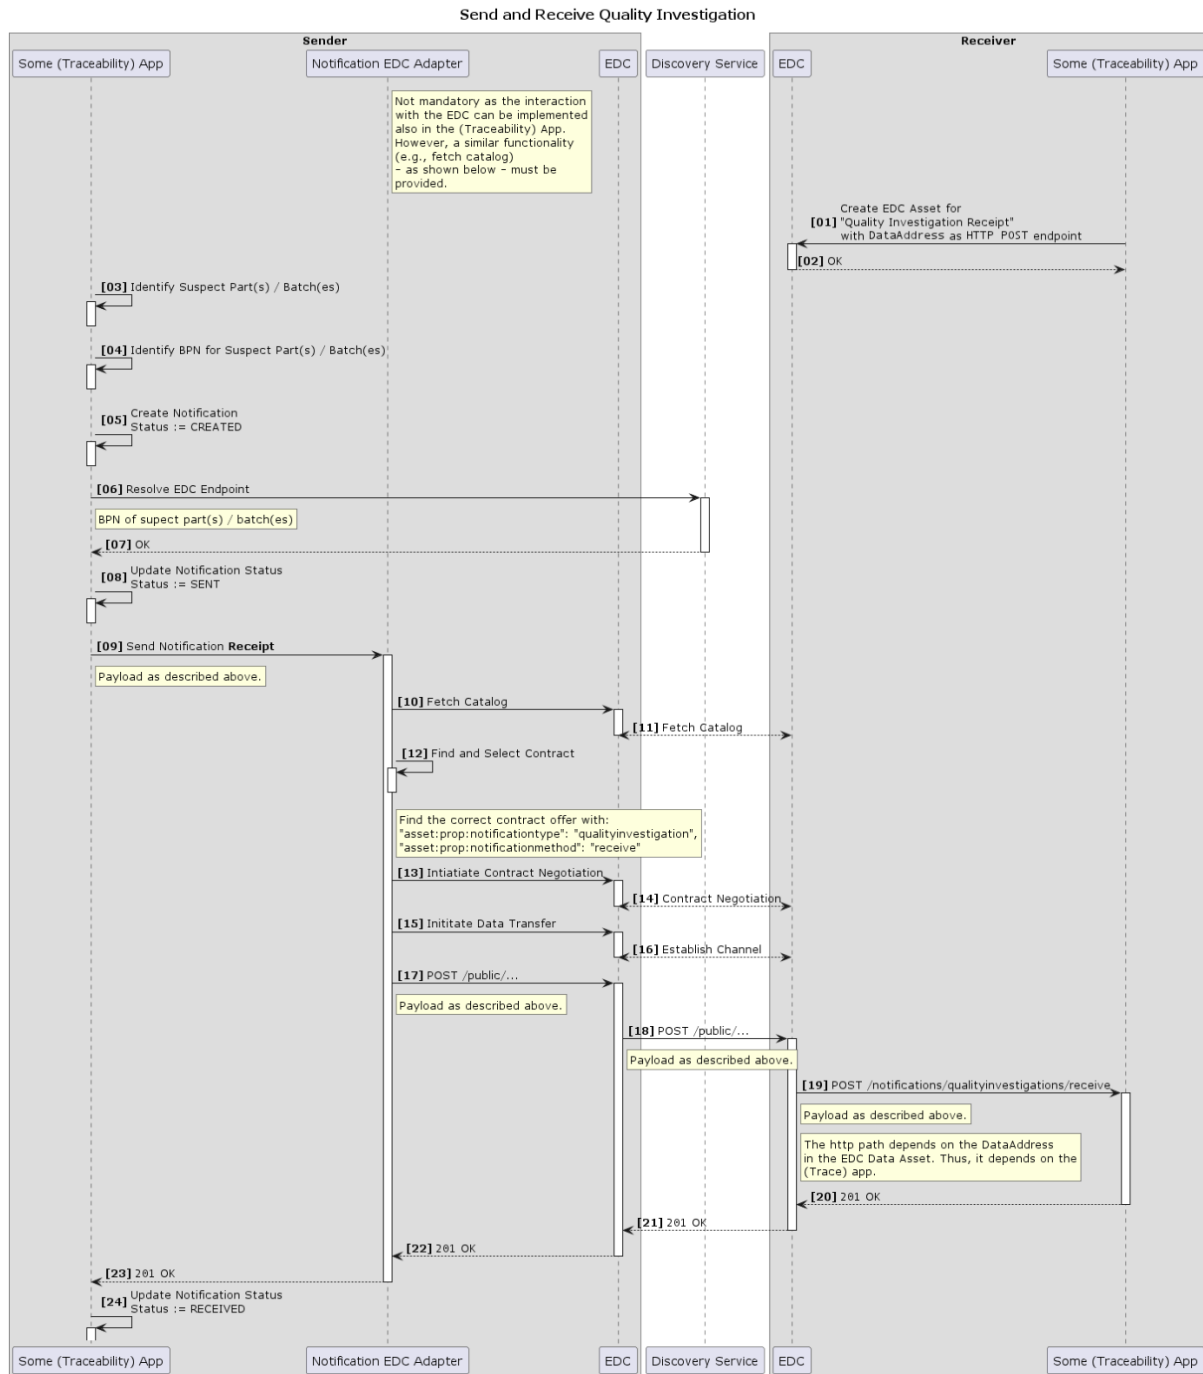 Send and Receive Quality Investigation
Sender
Receiver
Some (Traceability) App
Notification EDC Adapter
EDC
Discovery Service
EDC
Some (Traceability) App
Not mandatory as the interaction
with the EDC can be implemented
also in the (Traceability) App.
However, a similar functionality
(e.g., fetch catalog)
- as shown below - must be
provided.
Create EDC Asset for
[01] "Quality Investigation Receipt"
with DataAddress as HTTP POST endpoint
[02] OK
[03] Identify Suspect Part(s) / Batch(es)
[04] Identify BPN for Suspect Part(s) / Batch(es)
[05] Create Notification
Status := CREATED
[06] Resolve EDC Endpoint
BPN of supect part(s) / batch(es)
[07] OK
[08] Update Notification Status
Status := SENT
[09] Send Notification Receipt
Payload as described above.
[10] Fetch Catalog
[11] Fetch Catalog
[12] Find and Select Contract
Find the correct contract offer with:
"asset:prop:notificationtype": "qualityinvestigation",
"asset:prop:notificationmethod": "receive"
[13] Intiatiate Contract Negotiation
[14] Contract Negotiation
[15] Inititate Data Transfer
[16] Establish Channel
[17] POST /public/...
Payload as described above.
[18] POST /public/...
Payload as described above.
[19] POST /notifications/qualityinvestigations/receive
Payload as described above.
The http path depends on the DataAddress
in the EDC Data Asset. Thus, it depends on the
(Trace) app.
[20] 201 OK
[21] 201 OK
[22] 201 OK
[23] 201 OK
[24] Update Notification Status
Status := RECEIVED
Some (Traceability) App
Notification EDC Adapter
EDC
Discovery Service
EDC
Some (Traceability) App